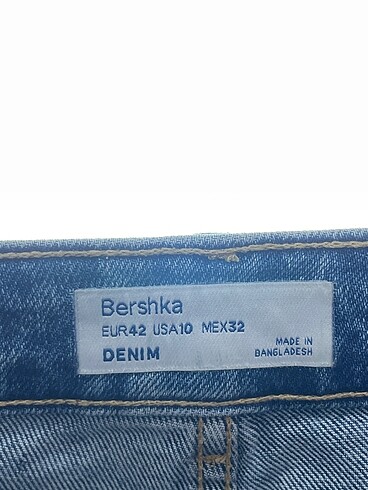 Bershka
EUR42 USA10 MEX32
DENIM
MADE IN
BANGLADESH